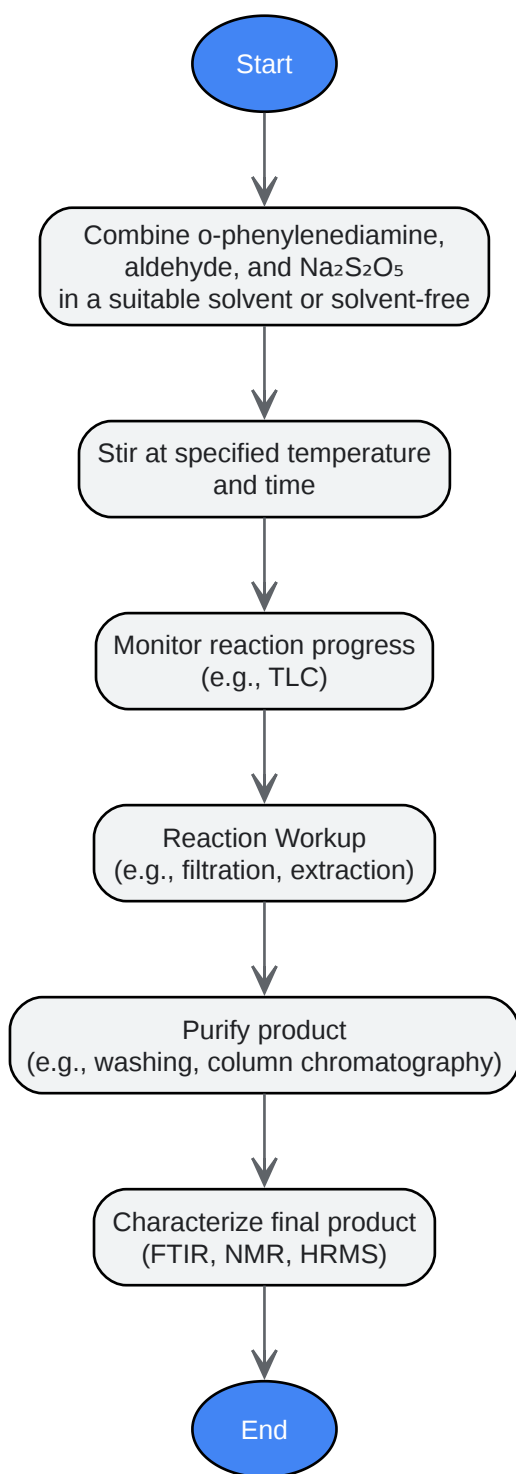 Start
Combine o-phenylenediamine,
aldehyde, and Na₂S₂O₅
in a suitable solvent or solvent-free
Stir at specified temperature
and time
Monitor reaction progress
(e.g., TLC)
Reaction Workup
(e.g., filtration, extraction)
Purify product
(e.g., washing, column chromatography)
Characterize final product
(FTIR, NMR, HRMS)
End